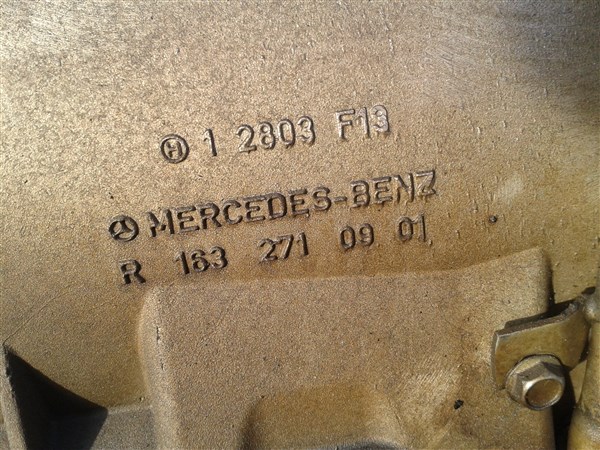 H 1 2803 F13
MERCEDES-BENZ
R 163 271 09 01